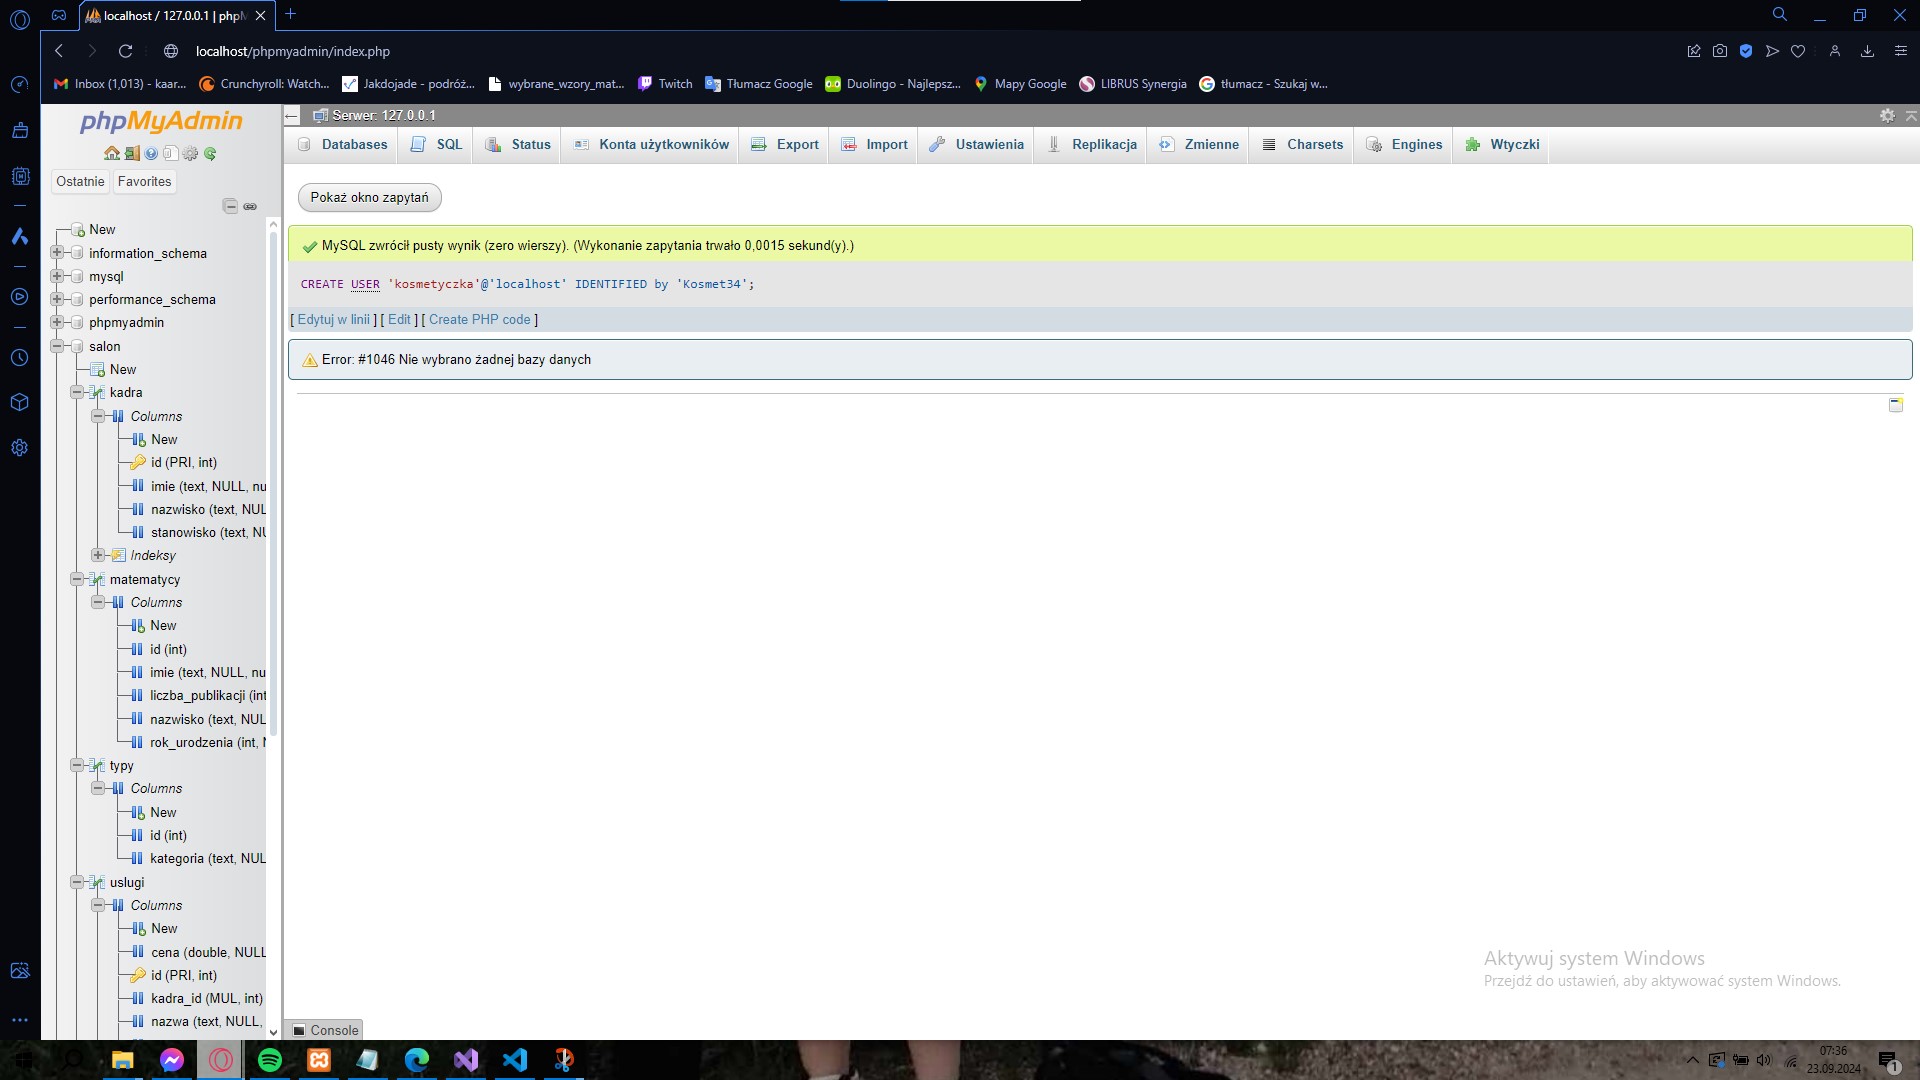 localhost / 127.0.0.1 | phpM
localhost/phpmyadmin/index.php
Inbox (1,013) - kaar...
Crunchyroll: Watch...
Jakdojade - podróż...
wybrane_wzory_mat...
Twitch
Tłumacz Google
Duolingo - Najlepsz...
Mapy Google
LIBRUS Synergia
tłumacz - Szukaj w...
phpMyAdmin
Ostatnie
Favorites
New
information_schema
mysql
performance_schema
phpmyadmin
salon
New
kadra
Columns
New
id (PRI, int)
imie (text, NULL, nu
nazwisko (text, NUL
stanowisko (text, NU
Indeksy
matematycy
Columns
New
id (int)
imie (text, NULL, nu
liczba_publikacji (int
nazwisko (text, NUL
rok_urodzenia (int, N
typy
Columns
New
id (int)
kategoria (text, NUL
uslugi
Columns
New
cena (double, NULL
id (PRI, int)
kadra_id (MUL, int)
nazwa (text, NULL,
Serwer: 127.0.0.1
Databases
SQL
Status
Konta użytkowników
Export
Import
Ustawienia
Replikacja
Zmienne
Charsets
Engines
Wtyczki
Pokaż okno zapytań
MySQL zwrócił pusty wynik (zero wierszy). (Wykonanie zapytania trwało 0,0015 sekund(y).)
CREATE USER 'kosmetyczka'@'localhost' IDENTIFIED by 'Kosmet34';
[ Edytuj w linii ] [ Edit ] [ Create PHP code ]
Error: #1046 Nie wybrano żadnej bazy danych
Aktywuj system Windows
Przejdź do ustawień, aby aktywować system Windows.
Console
07:36
23.09.2024
1